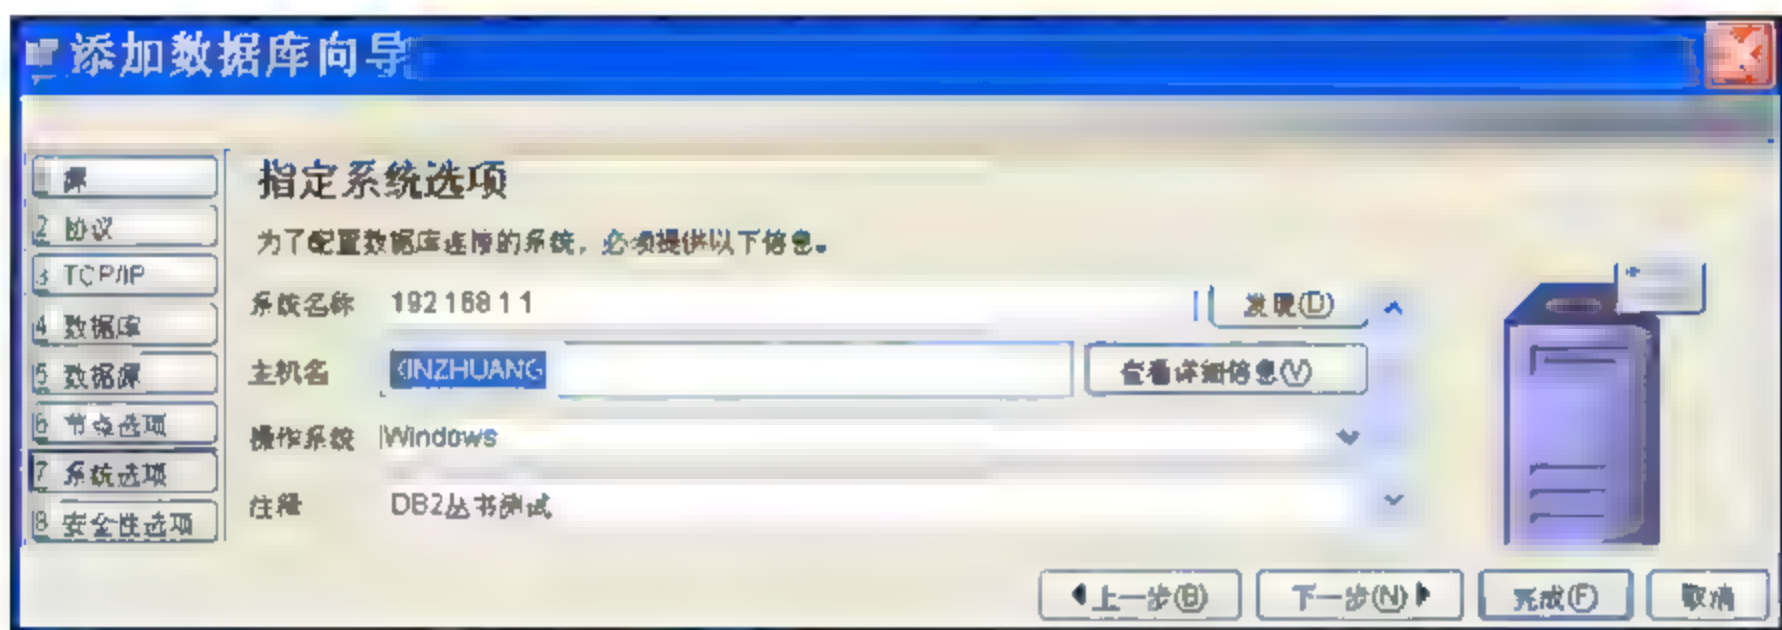 添加数据库向导
源
指定系统选项
2 协议
为了配置数据库连接的系统，必须提供以下信息。
3 TCP/IP
系统名称 192 168 1 1 发现(D)
4 数据库
主机名 XINZHUANG 查看详细信息(V)
5 数据源
6 节点选项
操作系统 Windows
7 系统选项
注释 DB2丛书测试
8 安全性选项
上一步(B) 下一步(N) 完成(F) 取消